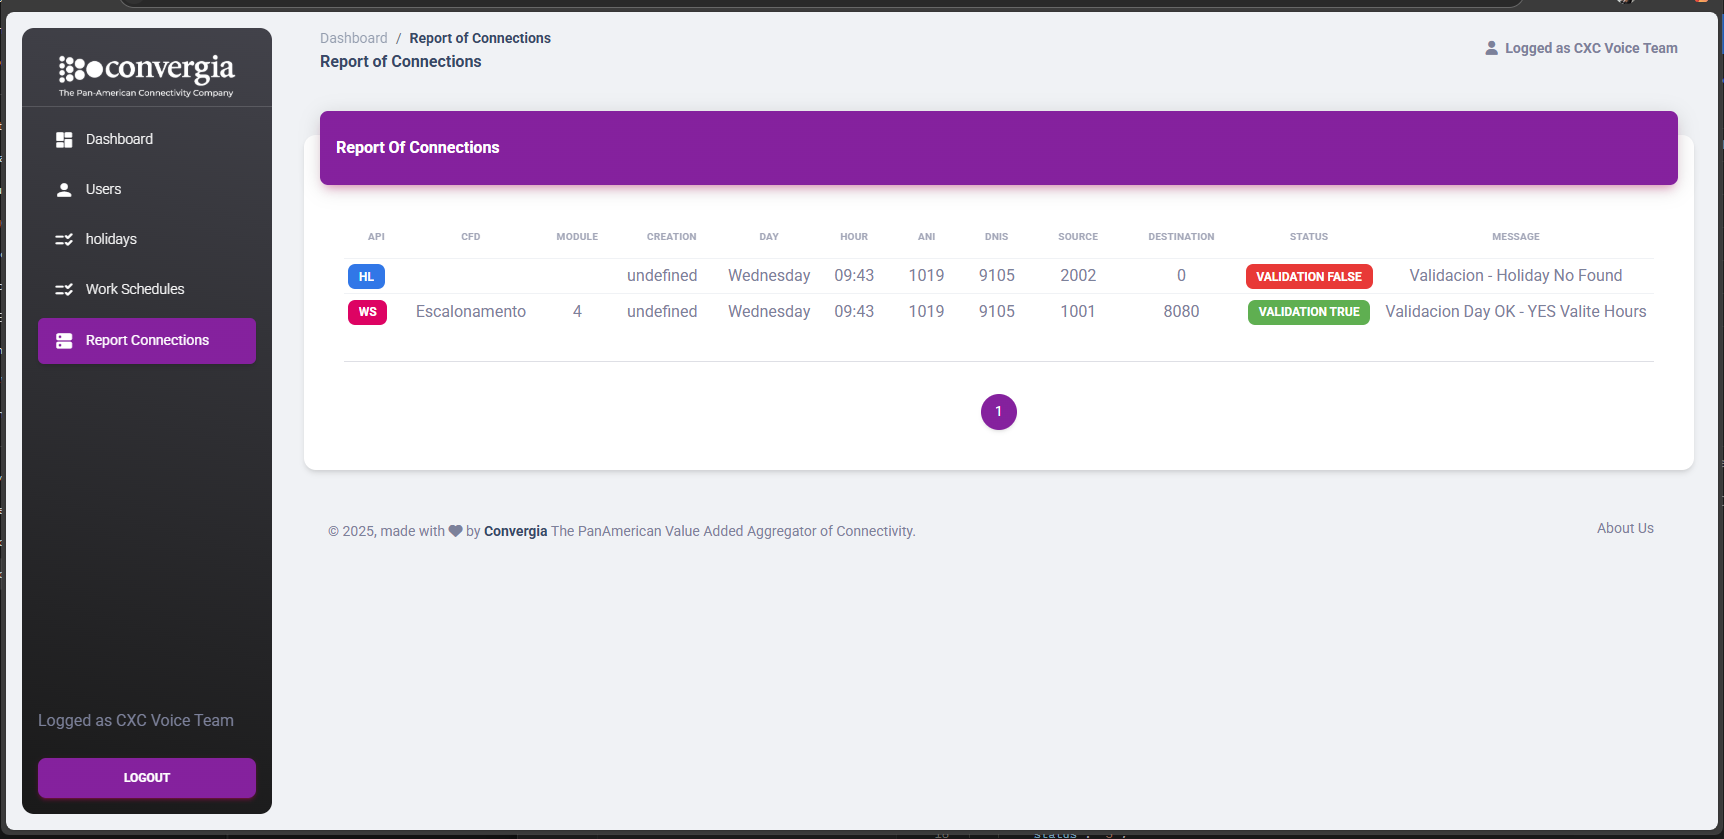 convergia
The Pan-American Connectivity Company
Dashboard
Users
holidays
Work Schedules
Report Connections
Logged as CXC Voice Team
LOGOUT
Dashboard / Report of Connections
Report of Connections
Logged as CXC Voice Team
Report Of Connections
API CFD MODULE CREATION DAY HOUR ANI DNIS SOURCE DESTINATION STATUS MESSAGE
HL undefined Wednesday 09:43 1019 9105 2002 0 VALIDATION FALSE Validacion - Holiday No Found
WS Escalonamento 4 undefined Wednesday 09:43 1019 9105 1001 8080 VALIDATION TRUE Validacion Day OK - YES Valite Hours
1
© 2025, made with by Convergia The PanAmerican Value Added Aggregator of Connectivity.
About Us